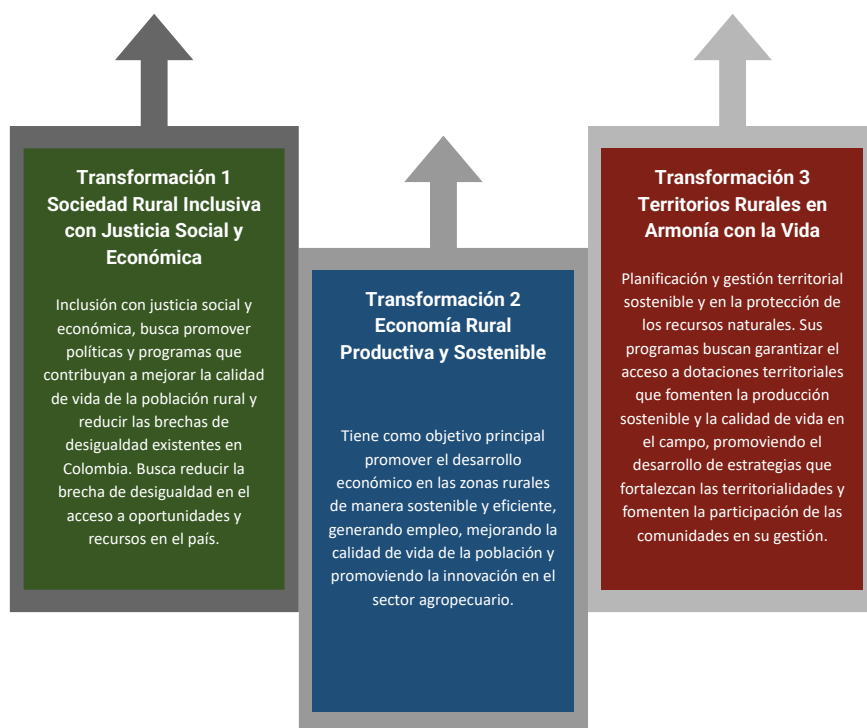 Transformación 1
Sociedad Rural Inclusiva
con Justicia Social y
Económica
Inclusión con justicia social y
económica, busca promover
políticas y programas que
contribuyan a mejorar la calidad
de vida de la población rural y
reducir las brechas de
desigualdad existentes en
Colombia. Busca reducir la
brecha de desigualdad en el
acceso a oportunidades y
recursos en el país.
Transformación 2
Economía Rural
Productiva y Sostenible
Tiene como objetivo principal
promover el desarrollo
económico en las zonas rurales
de manera sostenible y eficiente,
generando empleo, mejorando la
calidad de vida de la población y
promoviendo la innovación en el
sector agropecuario.
Transformación 3
Territorios Rurales en
Armonía con la Vida
Planificación y gestión territorial
sostenible y en la protección de
los recursos naturales. Sus
programas buscan garantizar el
acceso a dotaciones territoriales
que fomenten la producción
sostenible y la calidad de vida en
el campo, promoviendo el
desarrollo de estrategias que
fortalezcan las territorialidades y
fomenten la participación de las
comunidades en su gestión.